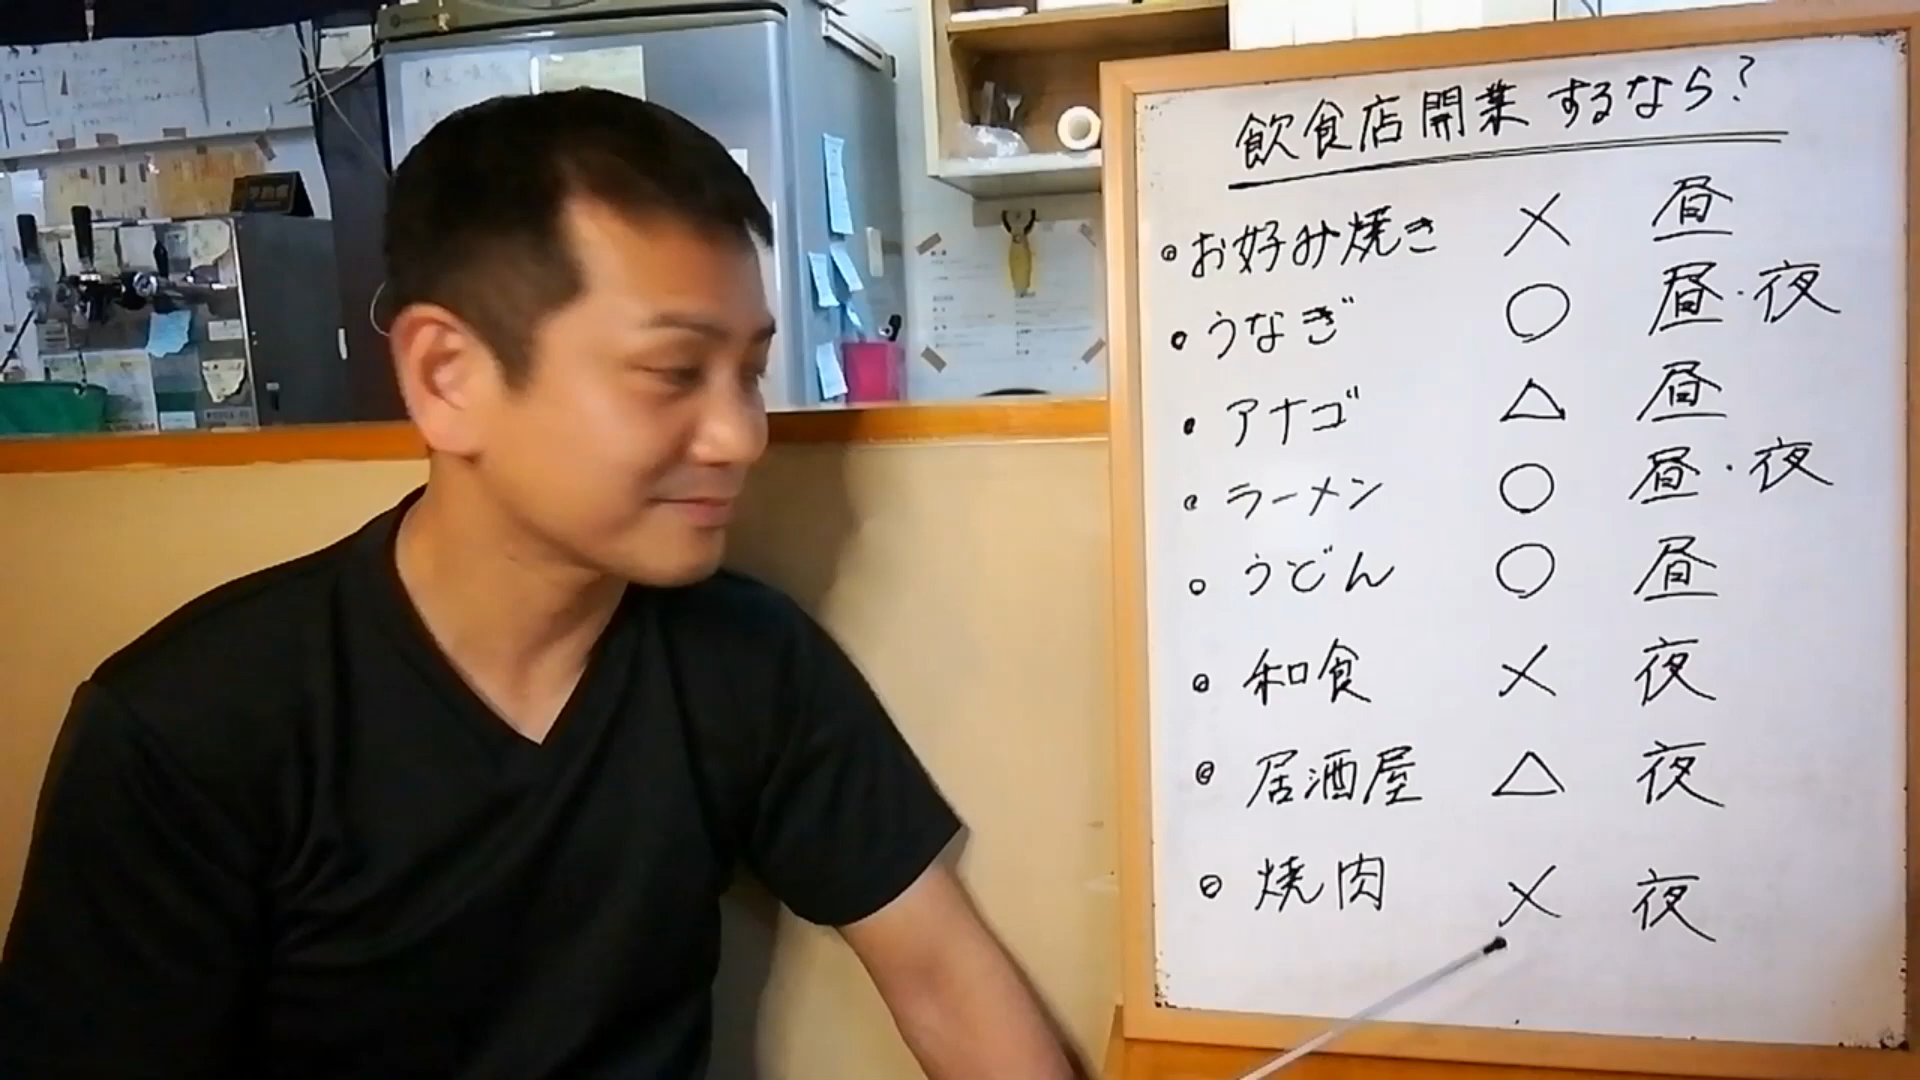 飲食店開業するなら?
◦お好み焼き × 昼
◦うなぎ ○ 昼・夜
◦アナゴ △ 昼
◦ラーメン ○ 昼・夜
◦うどん ○ 昼
◦和食 × 夜
◦居酒屋 △ 夜
◦焼肉 × 夜